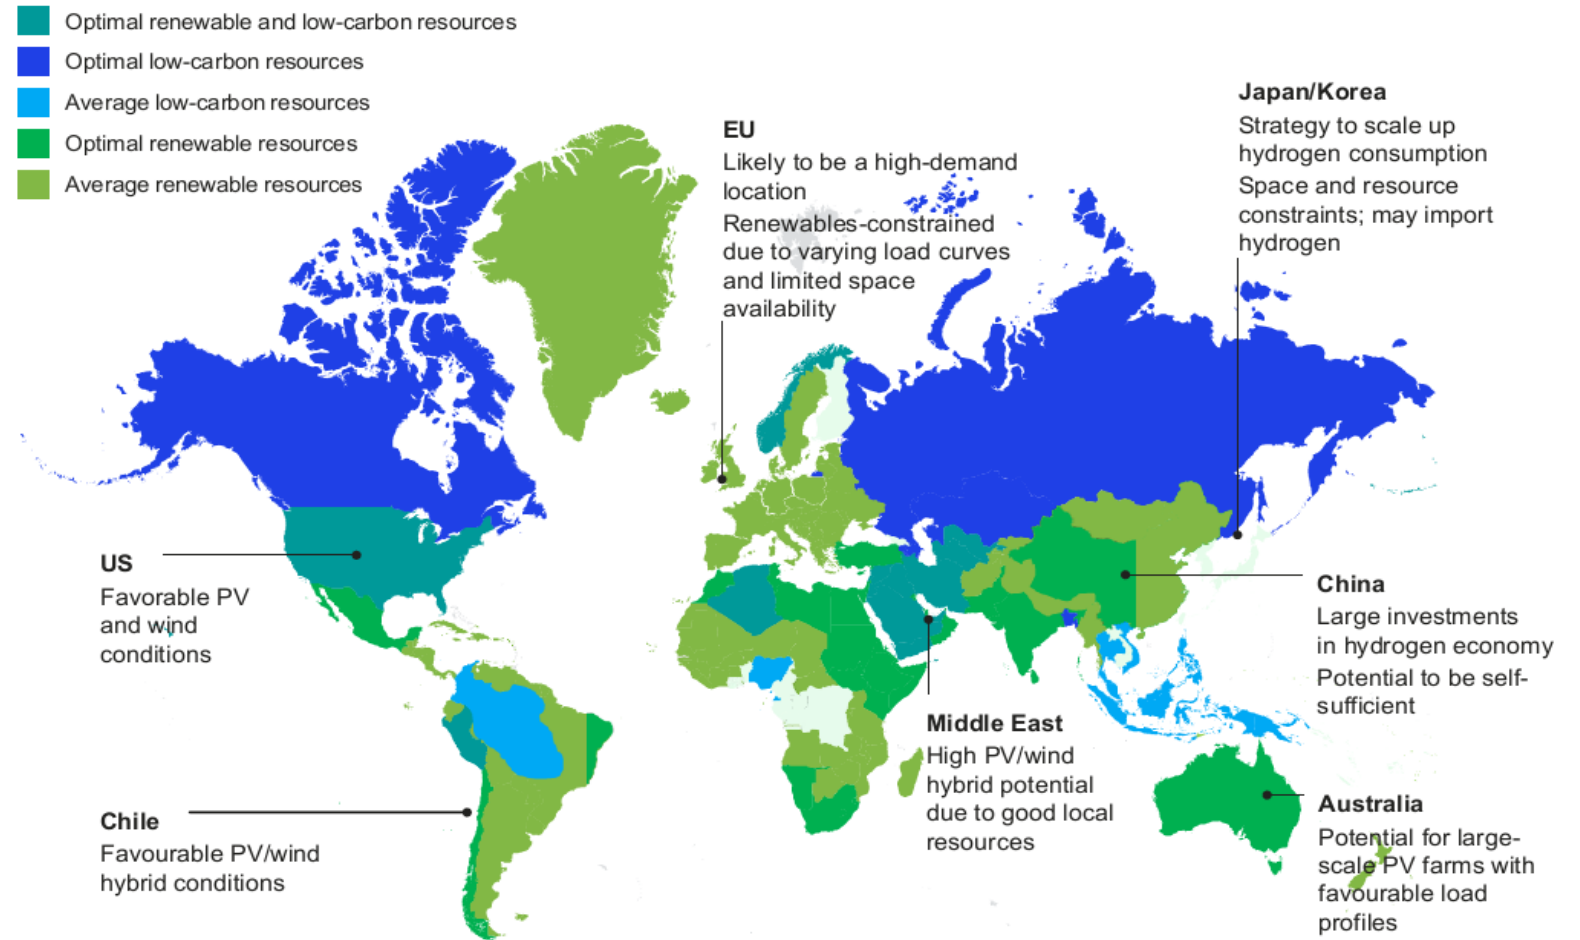 Optimal renewable and low-carbon resources
Optimal low-carbon resources
Average low-carbon resources
Optimal renewable resources
Average renewable resources
EU
Likely to be a high-demand
location
Renewables-constrained
due to varying load curves
and limited space
availability
Japan/Korea
Strategy to scale up
hydrogen consumption
Space and resource
constraints; may import
hydrogen
US
Favorable PV
and wind
conditions
China
Large investments
in hydrogen economy
Potential to be self-
sufficient
Middle East
High PV/wind
hybrid potential
due to good local
resources
Chile
Favourable PV/wind
hybrid conditions
Australia
Potential for large-
scale PV farms with
favourable load
profiles